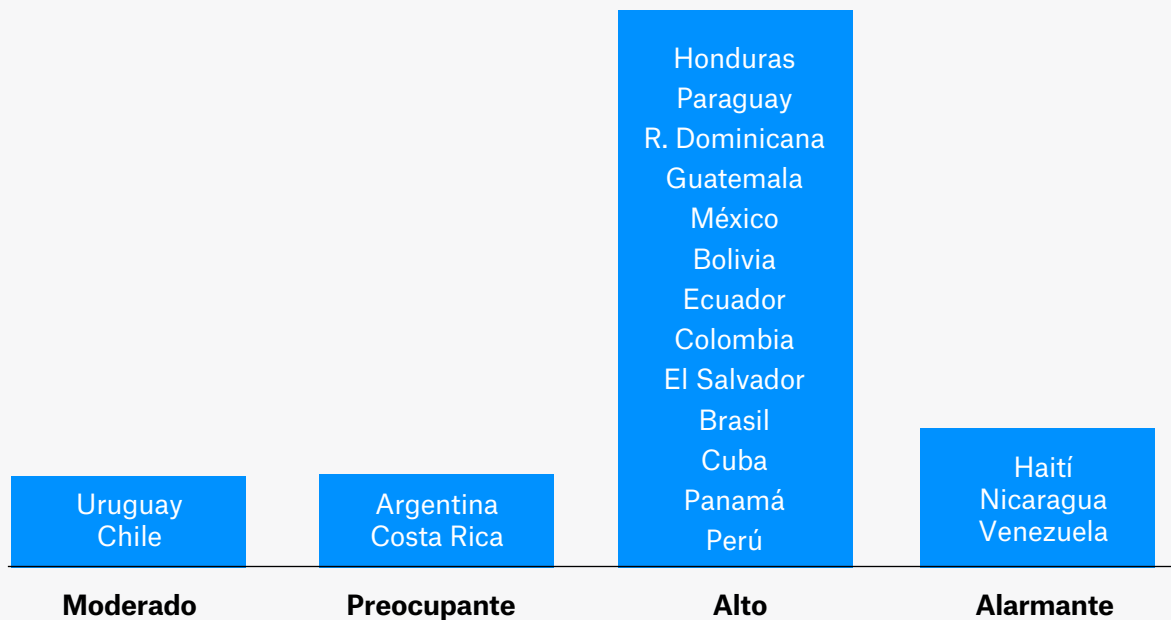 Uruguay
Chile
Moderado
Argentina
Costa Rica
Preocupante
Honduras
Paraguay
R. Dominicana
Guatemala
México
Bolivia
Ecuador
Colombia
El Salvador
Brasil
Cuba
Panamá
Perú
Alto
Haití
Nicaragua
Venezuela
Alarmante